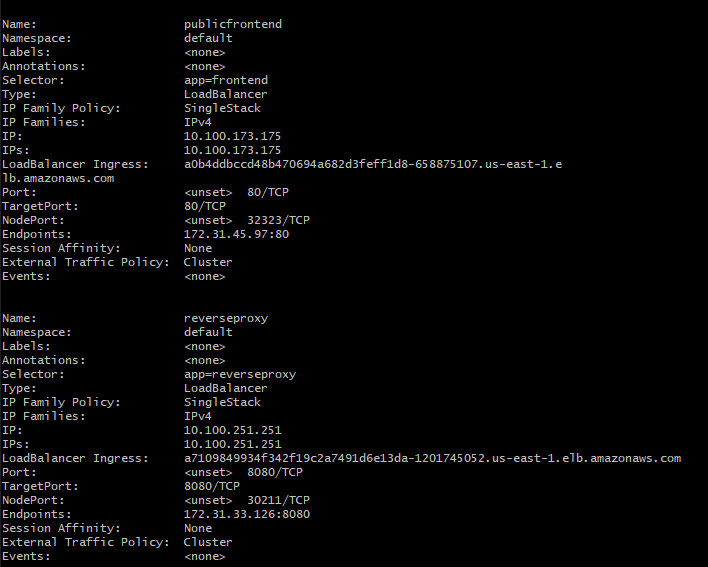 Name: publicfrontend
Namespace: default
Labels: <none>
Annotations: <none>
Selector: app=frontend
Type: LoadBalancer
IP Family Policy: SingleStack
IP Families: IPv4
IP: 10.100.173.175
IPs: 10.100.173.175
LoadBalancer Ingress: a0b4ddbccd48b470694a682d3feff1d8-658875107.us-east-1.e
lb.amazonaws.com
Port: <unset> 80/TCP
TargetPort: 80/TCP
NodePort: <unset> 32323/TCP
Endpoints: 172.31.45.97:80
Session Affinity: None
External Traffic Policy: Cluster
Events: <none>
Name: reverseproxy
Namespace: default
Labels: <none>
Annotations: <none>
Selector: app=reverseproxy
Type: LoadBalancer
IP Family Policy: SingleStack
IP Families: IPv4
IP: 10.100.251.251
IPs: 10.100.251.251
LoadBalancer Ingress: a7109849934f342f19c2a7491d6e13da-1201745052.us-east-1.elb.amazonaws.com
Port: <unset> 8080/TCP
TargetPort: 8080/TCP
NodePort: <unset> 30211/TCP
Endpoints: 172.31.33.126:8080
Session Affinity: None
External Traffic Policy: Cluster
Events: <none>